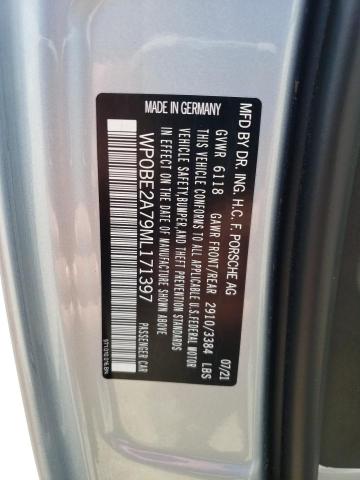 MFD BY DR. ING. H.C. F. PORSCHE AG
07/21
GVWR 6118 GAWR FRONT/REAR 2910/3384 LBS
THIS VEHICLE CONFORMS TO ALL APPLICABLE U.S.FEDERAL MOTOR
VEHICLE SAFETY,BUMPER,AND THEFT PREVENTION STANDARDS
IN EFFECT ON THE DATE OF MANUFACTURE SHOWN ABOVE.
WP0BE2A79ML171397
PASSENGER CAR
MADE IN GERMANY